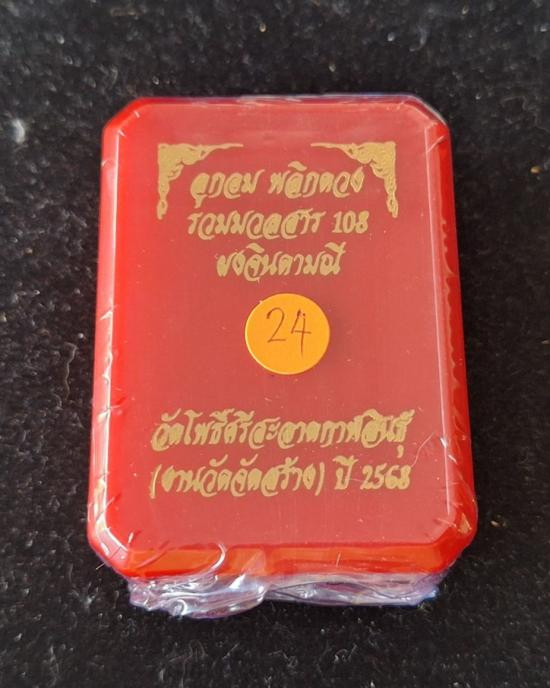 ลูกอม พลิกดวง
รวมมวลสาร 108
ผงจินดามณี
24
วัดโพธิ์ศรีสะอาดกาฬสินธุ์
(งานวัดจัดสร้าง) ปี 2568